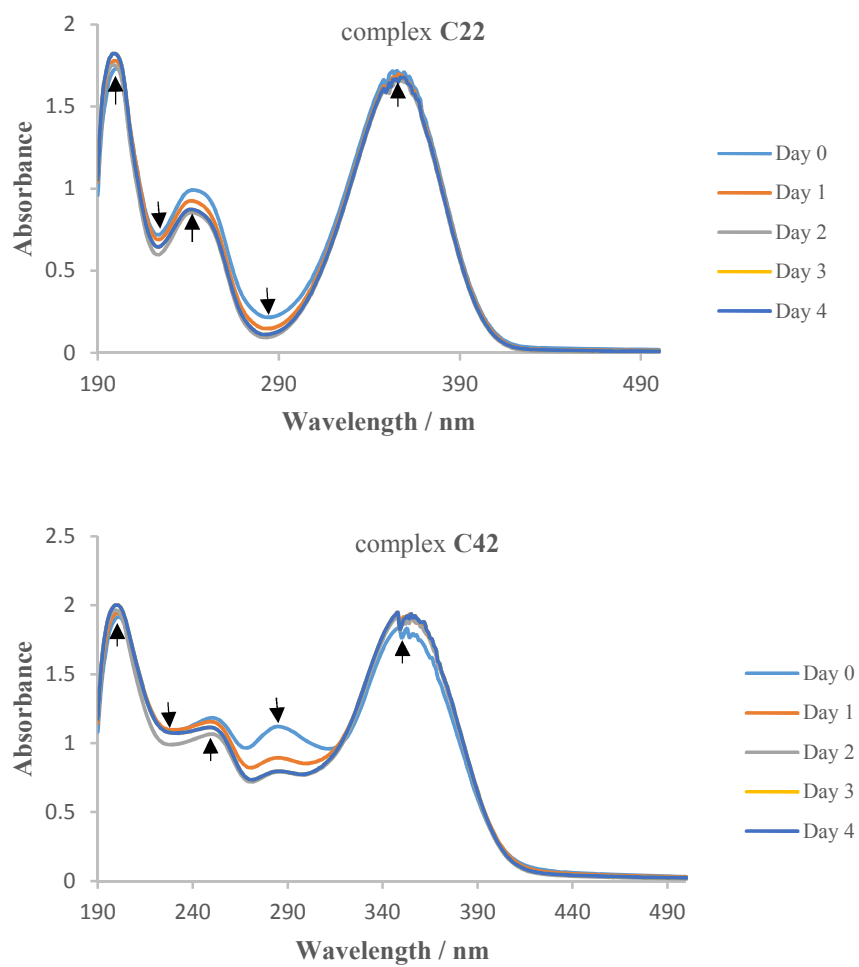 complex C22
2
1.5
1
0.5
0
Absorbance
190
290
390
490
Wavelength / nm
Day 0
Day 1
Day 2
Day 3
Day 4
complex C42
2.5
2
1.5
1
0.5
0
Absorbance
190
240
290
340
390
440
490
Wavelength / nm
Day 0
Day 1
Day 2
Day 3
Day 4